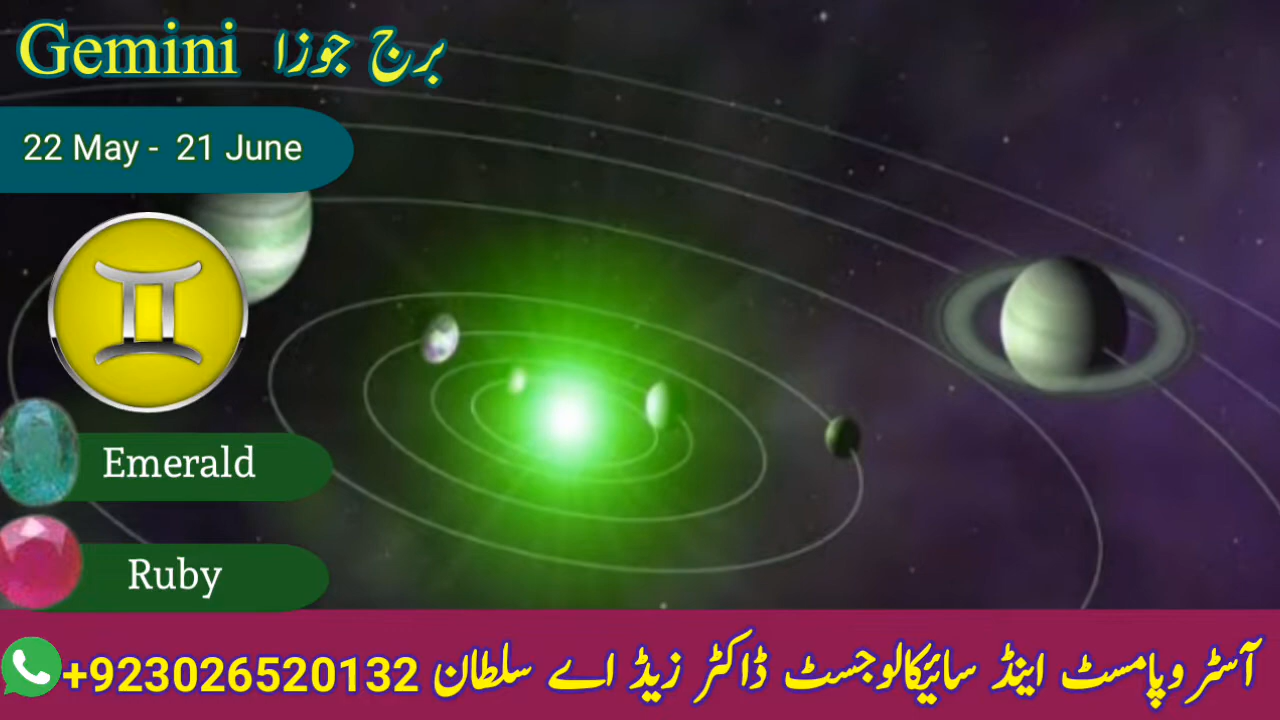 Gemini برج جوزا
22 May - 21 June
Emerald
Ruby
آسٹروپامسٹ اینڈ سائیکالوجسٹ ڈاکٹر زیڈ اے سلطان +923026520132